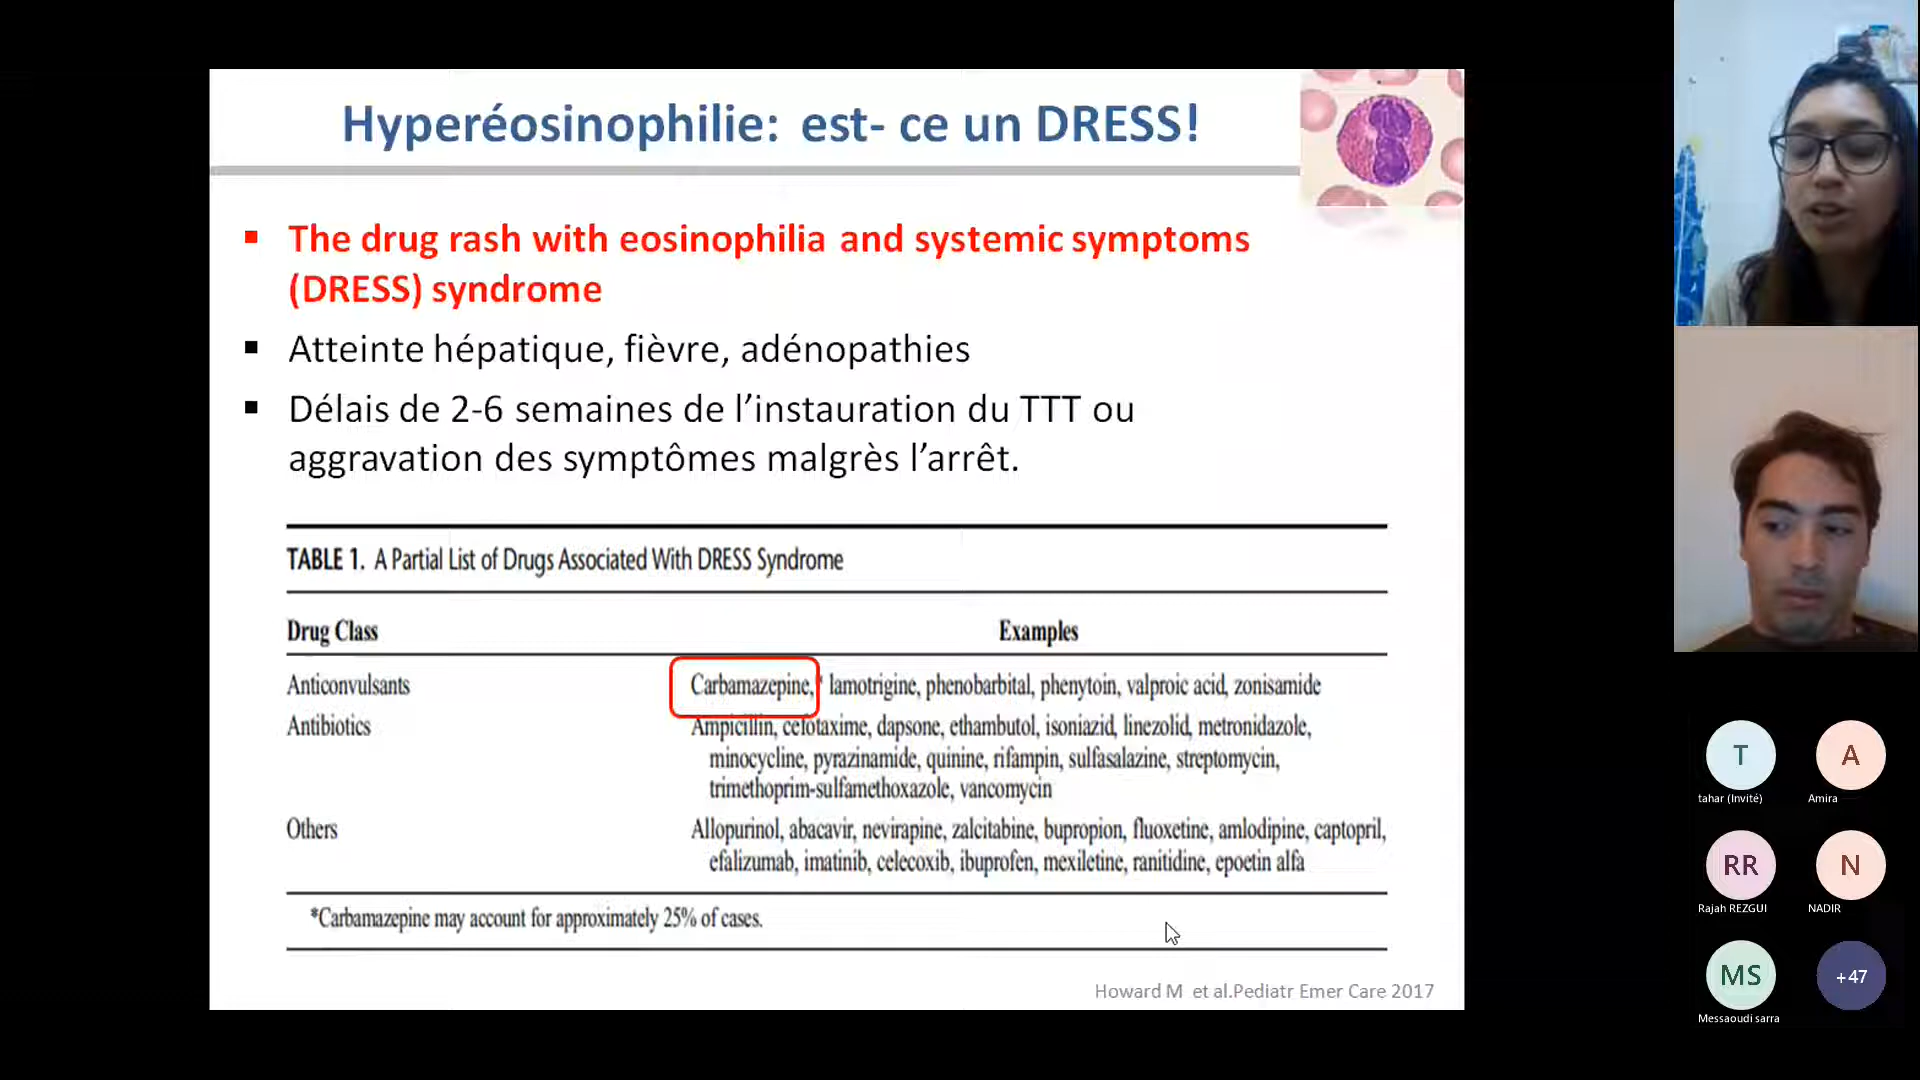 Hyperéosinophilie: est- ce un DRESS!
▪ The drug rash with eosinophilia and systemic symptoms
(DRESS) syndrome
▪ Atteinte hépatique, fièvre, adénopathies
▪ Délais de 2-6 semaines de l’instauration du TTT ou
aggravation des symptômes malgrès l’arrêt.
TABLE 1. A Partial List of Drugs Associated With DRESS Syndrome
Drug Class Examples
Anticonvulsants Carbamazepine,* lamotrigine, phenobarbital, phenytoin, valproic acid, zonisamide
Antibiotics Ampicillin, cefotaxime, dapsone, ethambutol, isoniazid, linezolid, metronidazole,
minocycline, pyrazinamide, quinine, rifampin, sulfasalazine, streptomycin,
trimethoprim-sulfamethoxazole, vancomycin
Others Allopurinol, abacavir, nevirapine, zalcitabine, bupropion, fluoxetine, amlodipine, captopril,
efalizumab, imatinib, celecoxib, ibuprofen, mexiletine, ranitidine, epoetin alfa
*Carbamazepine may account for approximately 25% of cases.
Howard M et al.Pediatr Emer Care 2017
T A
tahar (Invité) Amira
RR N
Rajah REZGUI NADIR
MS +47
Messaoudi sarra